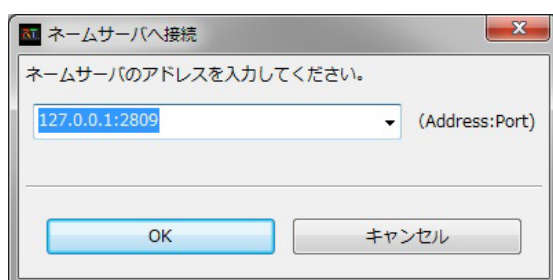 ネームサーバへ接続
ネームサーバのアドレスを入力してください。
127.0.0.1:2809 (Address:Port)
OK キャンセル